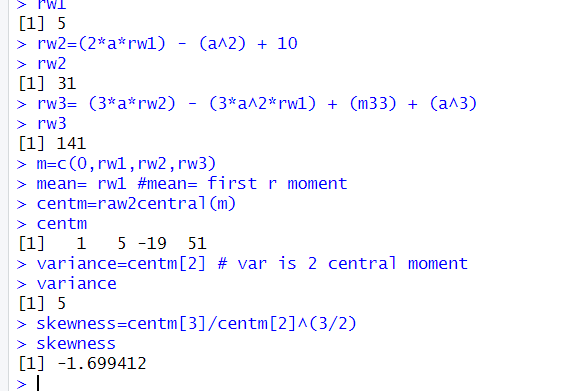 > rw1
[1] 5
> rw2=(2*a*rw1) - (a^2) + 10
> rw2
[1] 31
> rw3= (3*a*rw2) - (3*a^2*rw1) + (m33) + (a^3)
> rw3
[1] 141
> m=c(0,rw1,rw2,rw3)
> mean= rw1 #mean= first r moment
> centm=raw2central(m)
> centm
[1]   1   5 -19  51
> variance=centm[2] # var is 2 central moment
> variance
[1] 5
> skewness=centm[3]/centm[2]^(3/2)
> skewness
[1] -1.699412
>